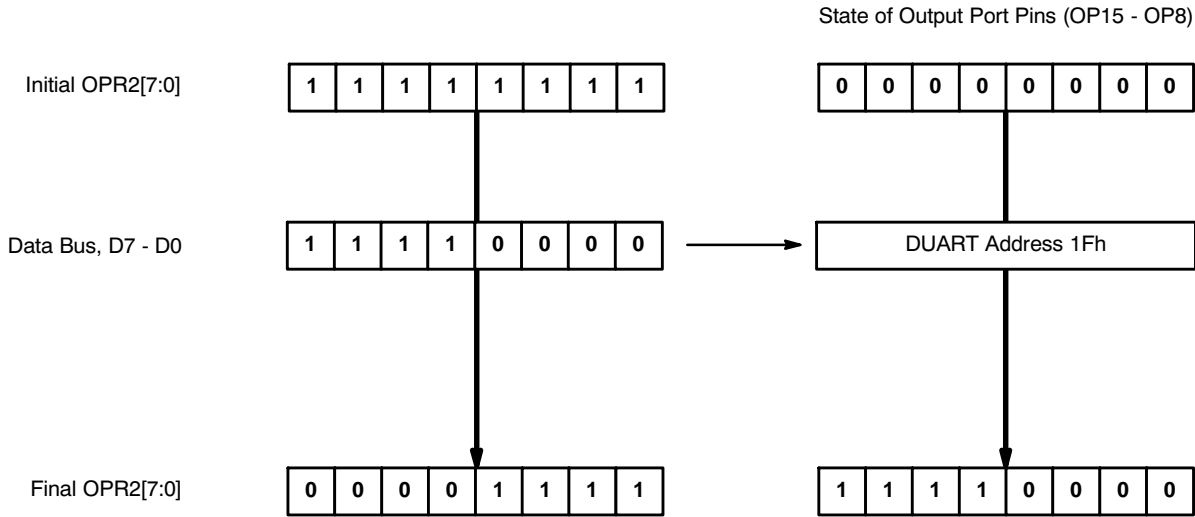 State of Output Port Pins (OP15 - OP8)
Initial OPR2[7:0] 1 1 1 1 1 1 1 1 0 0 0 0 0 0 0 0
Data Bus, D7 - D0 1 1 1 1 0 0 0 0 DUART Address 1Fh
Final OPR2[7:0] 0 0 0 0 1 1 1 1 1 1 1 1 0 0 0 0